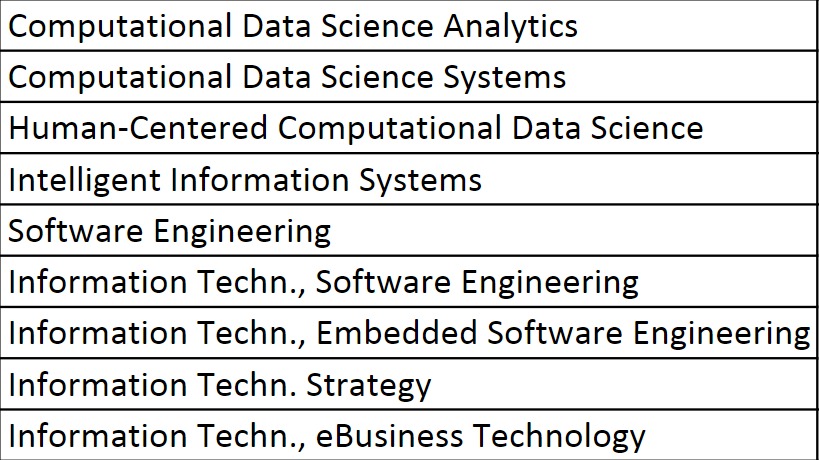 Computational Data Science Analytics
Computational Data Science Systems
Human-Centered Computational Data Science
Intelligent Information Systems
Software Engineering
Information Techn., Software Engineering
Information Techn., Embedded Software Engineering
Information Techn. Strategy
Information Techn., eBusiness Technology